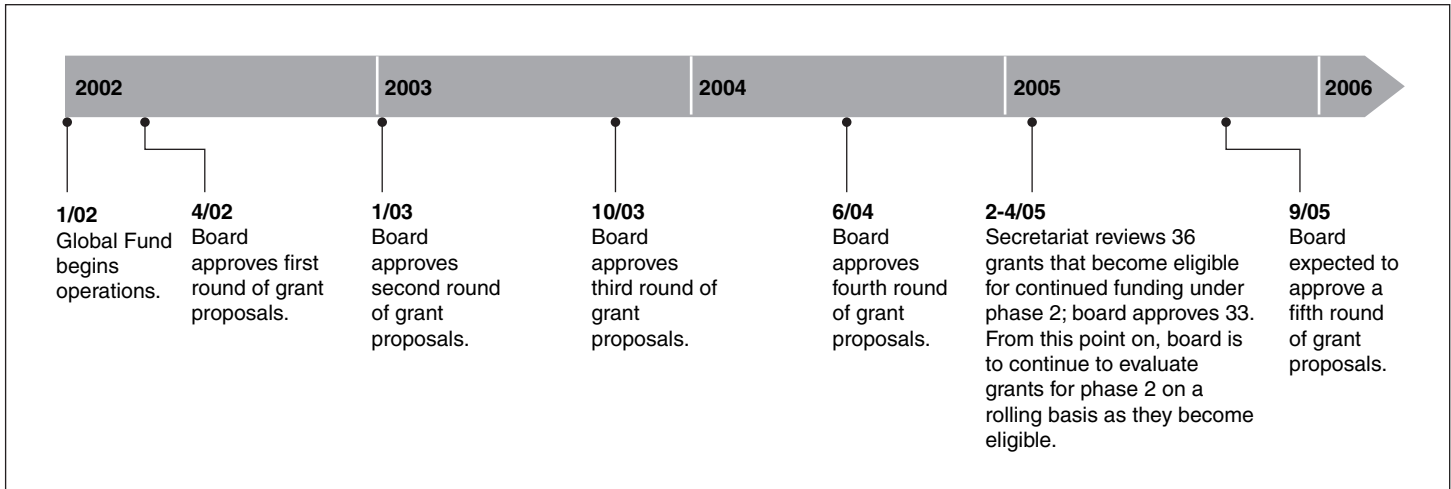 2002
2003
2004
2005
2006
1/02
Global Fund
begins
operations.
4/02
Board
approves first
round of grant
proposals.
1/03
Board
approves
second round
of grant
proposals.
10/03
Board
approves
third round of
grant
proposals.
6/04
Board
approves
fourth round
of grant
proposals.
2-4/05
Secretariat reviews 36
grants that become eligible
for continued funding under
phase 2; board approves 33.
From this point on, board is
to continue to evaluate
grants for phase 2 on a
rolling basis as they become
eligible.
9/05
Board
expected to
approve a
fifth round
of grant
proposals.